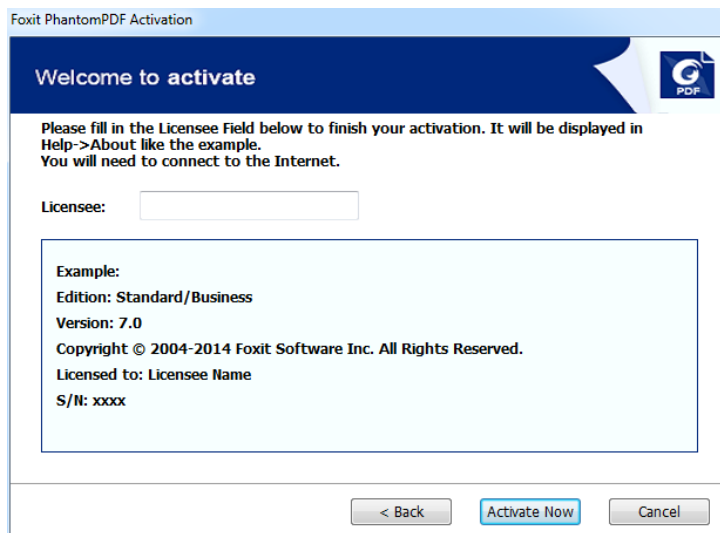 Foxit PhantomPDF Activation
Welcome to activate
PDF
Please fill in the Licensee Field below to finish your activation. It will be displayed in
Help->About like the example.
You will need to connect to the Internet.
Licensee:
Example:
Edition: Standard/Business
Version: 7.0
Copyright © 2004-2014 Foxit Software Inc. All Rights Reserved.
Licensed to: Licensee Name
S/N: xxxx
< Back
Activate Now
Cancel